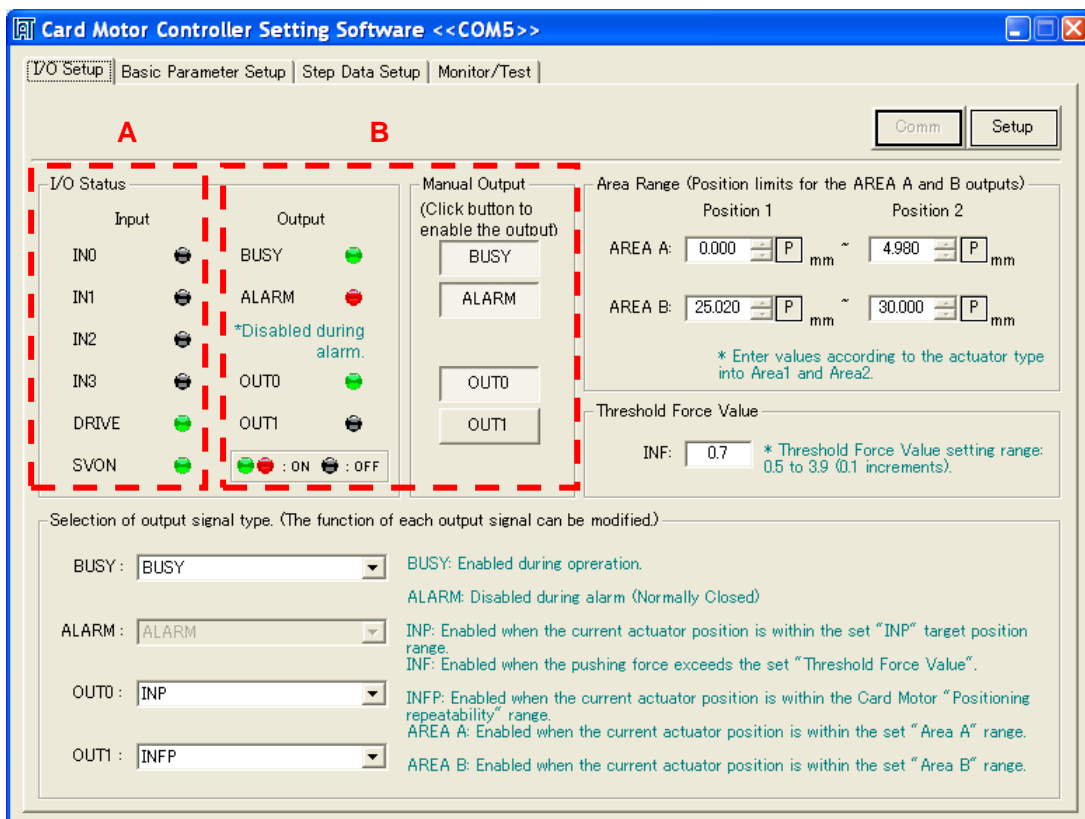 Card Motor Controller Setting Software <<COM5>>
I/O Setup Basic Parameter Setup Step Data Setup Monitor/Test
A B
Comm Setup
I/O Status
Input
IN0
IN1
IN2
IN3
DRIVE
SVON
Output
BUSY
ALARM
*Disabled during
alarm.
OUT0
OUT1
: ON : OFF
Manual Output
(Click button to
enable the output)
BUSY
ALARM
OUT0
OUT1
Area Range (Position limits for the AREA A and B outputs)
Position 1 Position 2
AREA A: 0.000 P mm ~ 4.980 P mm
AREA B: 25.020 P mm ~ 30.000 P mm
* Enter values according to the actuator type
into Area1 and Area2.
Threshold Force Value
INF: 0.7 * Threshold Force Value setting range:
0.5 to 3.9 (0.1 increments).
Selection of output signal type. (The function of each output signal can be modified.)
BUSY : BUSY
ALARM : ALARM
OUT0 : INP
OUT1 : INFP
BUSY: Enabled during opreration.
ALARM: Disabled during alarm (Normally Closed)
INP: Enabled when the current actuator position is within the set "INP" target position
range.
INF: Enabled when the pushing force exceeds the set "Threshold Force Value".
INFP: Enabled when the current actuator position is within the Card Motor "Positioning
repeatability" range.
AREA A: Enabled when the current actuator position is within the set "Area A" range.
AREA B: Enabled when the current actuator position is within the set "Area B" range.